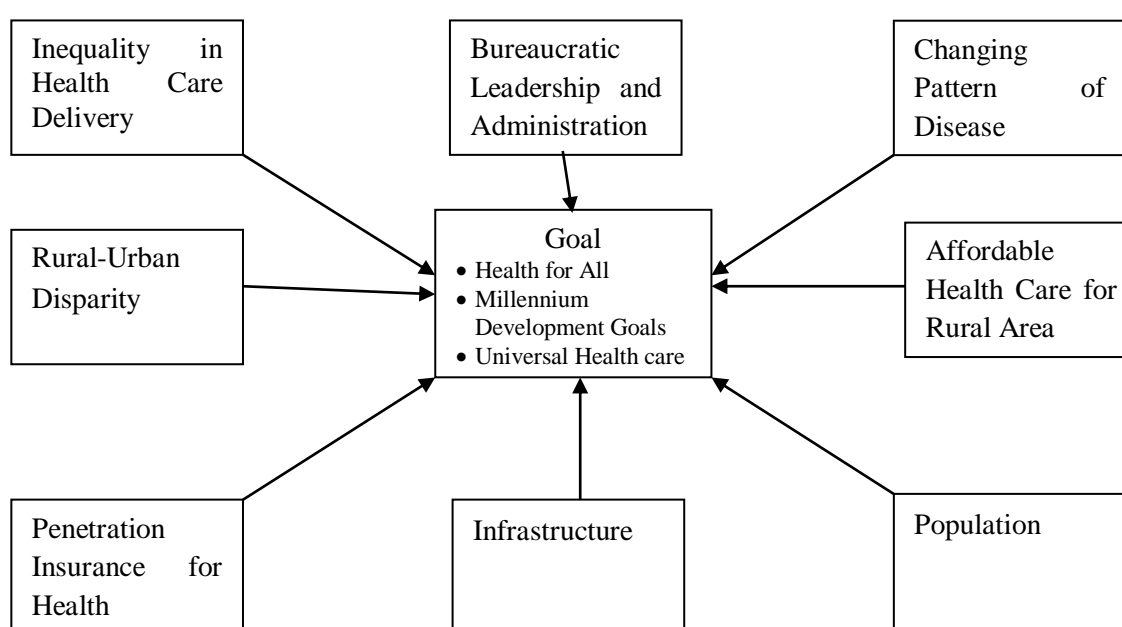 Inequality in
Health Care
Delivery
Bureaucratic
Leadership and
Administration
Changing
Pattern of
Disease
Rural-Urban
Disparity
Goal
• Health for All
• Millennium
Development Goals
• Universal Health care
Affordable
Health Care for
Rural Area
Penetration
Insurance for
Health
Infrastructure
Population